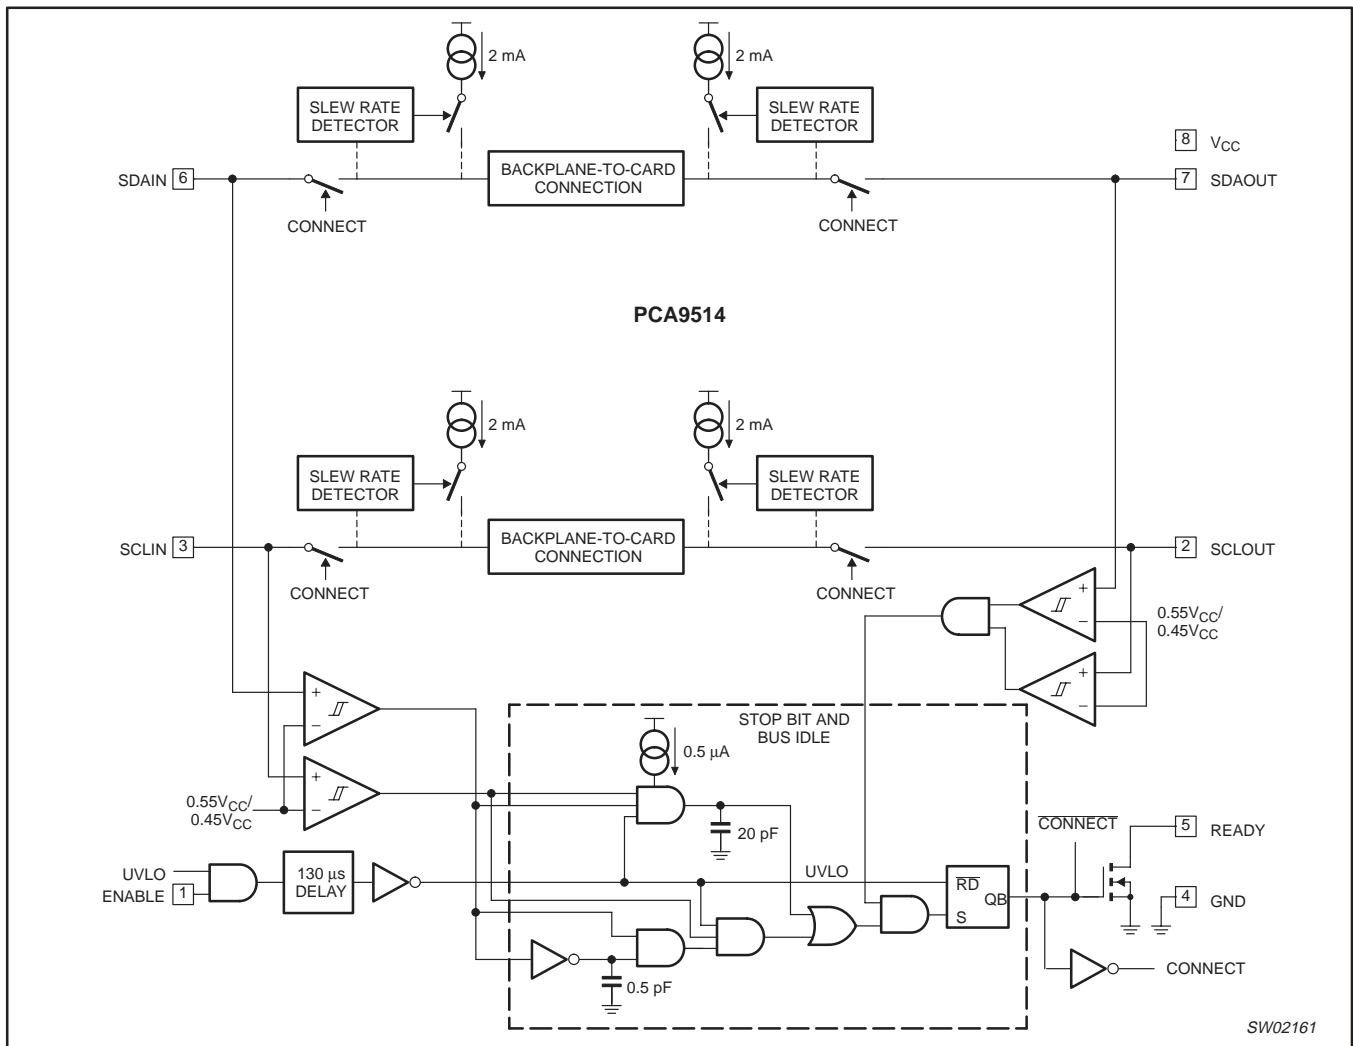 2 mA
2 mA
SLEW RATE
DETECTOR
SLEW RATE
DETECTOR
8 VCC
SDAIN 6
BACKPLANE-TO-CARD
CONNECTION
7 SDAOUT
CONNECT
CONNECT
PCA9514
2 mA
2 mA
SLEW RATE
DETECTOR
SLEW RATE
DETECTOR
SCLIN 3
BACKPLANE-TO-CARD
CONNECTION
2 SCLOUT
CONNECT
CONNECT
+
−
0.55VCC/
0.45VCC
+
−
+
−
STOP BIT AND
BUS IDLE
0.5 µA
+
−
0.55VCC/
0.45VCC
20 pF
CONNECT
5 READY
UVLO
ENABLE 1
130 µs
DELAY
UVLO
RD
QB
S
4 GND
0.5 pF
CONNECT
SW02161